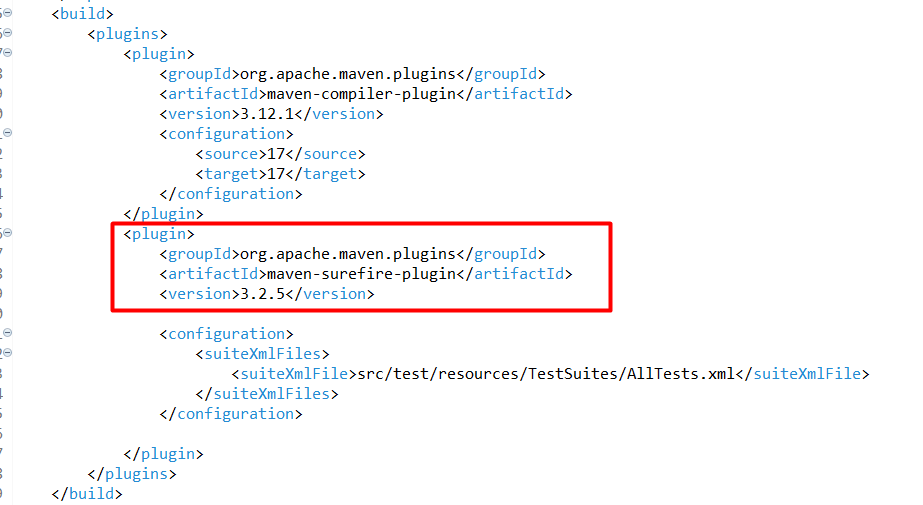 <build>
<plugins>
<plugin>
<groupId>org.apache.maven.plugins</groupId>
<artifactId>maven-compiler-plugin</artifactId>
<version>3.12.1</version>
<configuration>
<source>17</source>
<target>17</target>
</configuration>
</plugin>
<plugin>
<groupId>org.apache.maven.plugins</groupId>
<artifactId>maven-surefire-plugin</artifactId>
<version>3.2.5</version>
<configuration>
<suiteXmlFiles>
<suiteXmlFile>src/test/resources/TestSuites/AllTests.xml</suiteXmlFile>
</suiteXmlFiles>
</configuration>
</plugin>
</plugins>
</build>